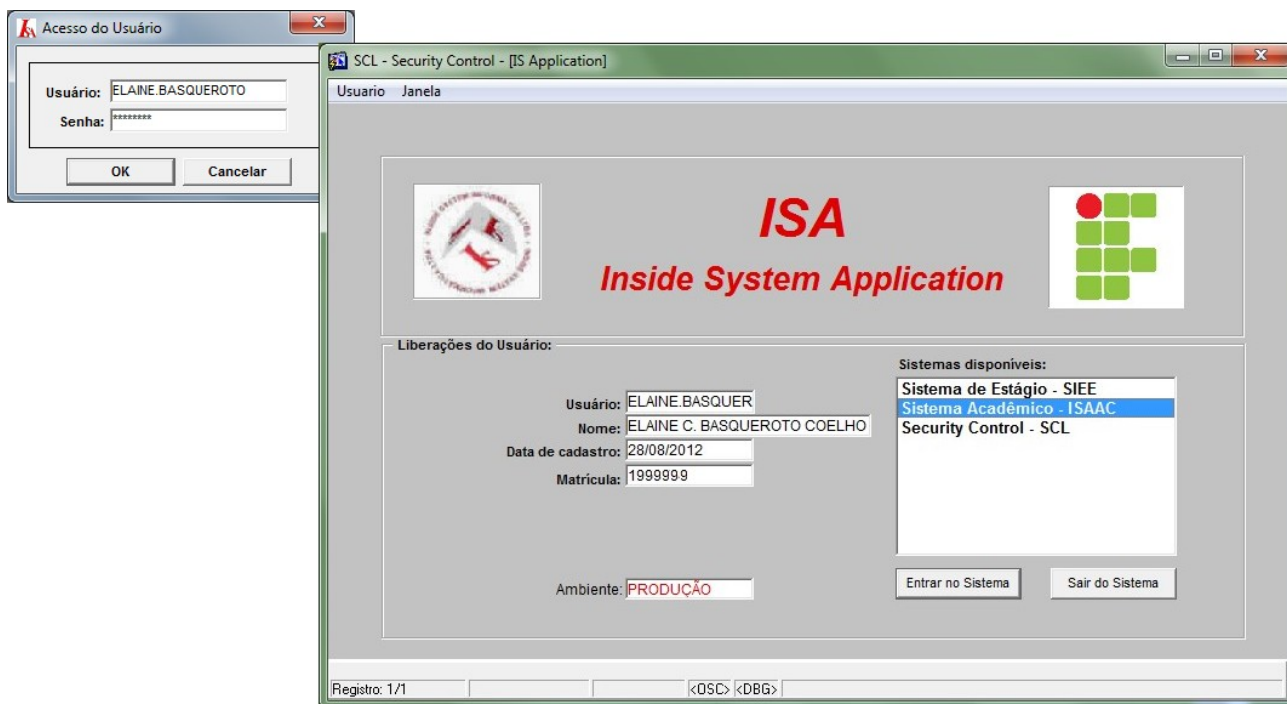 Acesso do Usuário
Usuário: ELAINE.BASQUEROTO
Senha: ********
OK Cancelar
SCL - Security Control - [IS Application]
Usuario Janela
ISA
Inside System Application
Liberações do Usuário:
Usuário: ELAINE.BASQUER
Nome: ELAINE C. BASQUEROTO COELHO
Data de cadastro: 28/08/2012
Matrícula: 1999999
Ambiente: PRODUÇÃO
Sistemas disponíveis:
Sistema de Estágio - SIEE
Sistema Acadêmico - ISAAC
Security Control - SCL
Entrar no Sistema Sair do Sistema
Registro: 1/1 <OSC> <DBG>